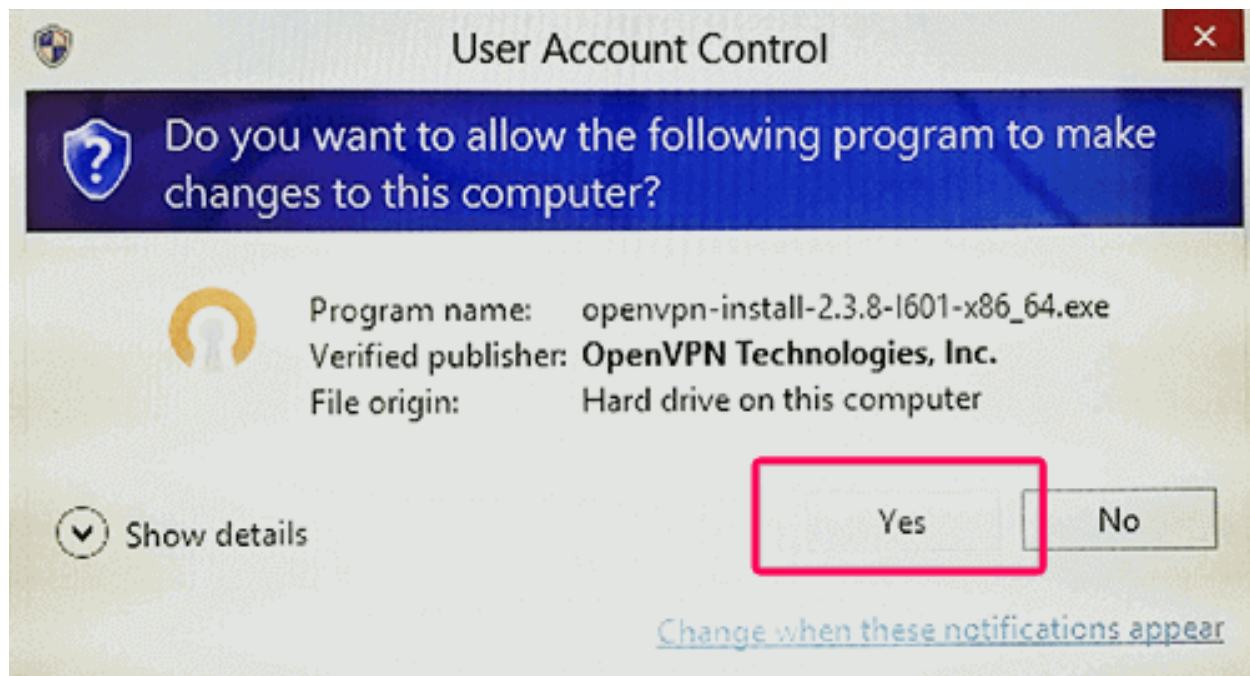 User Account Control
Do you want to allow the following program to make
changes to this computer?
Program name: openvpn-install-2.3.8-I601-x86_64.exe
Verified publisher: OpenVPN Technologies, Inc.
File origin: Hard drive on this computer
Show details
Yes
No
Change when these notifications appear